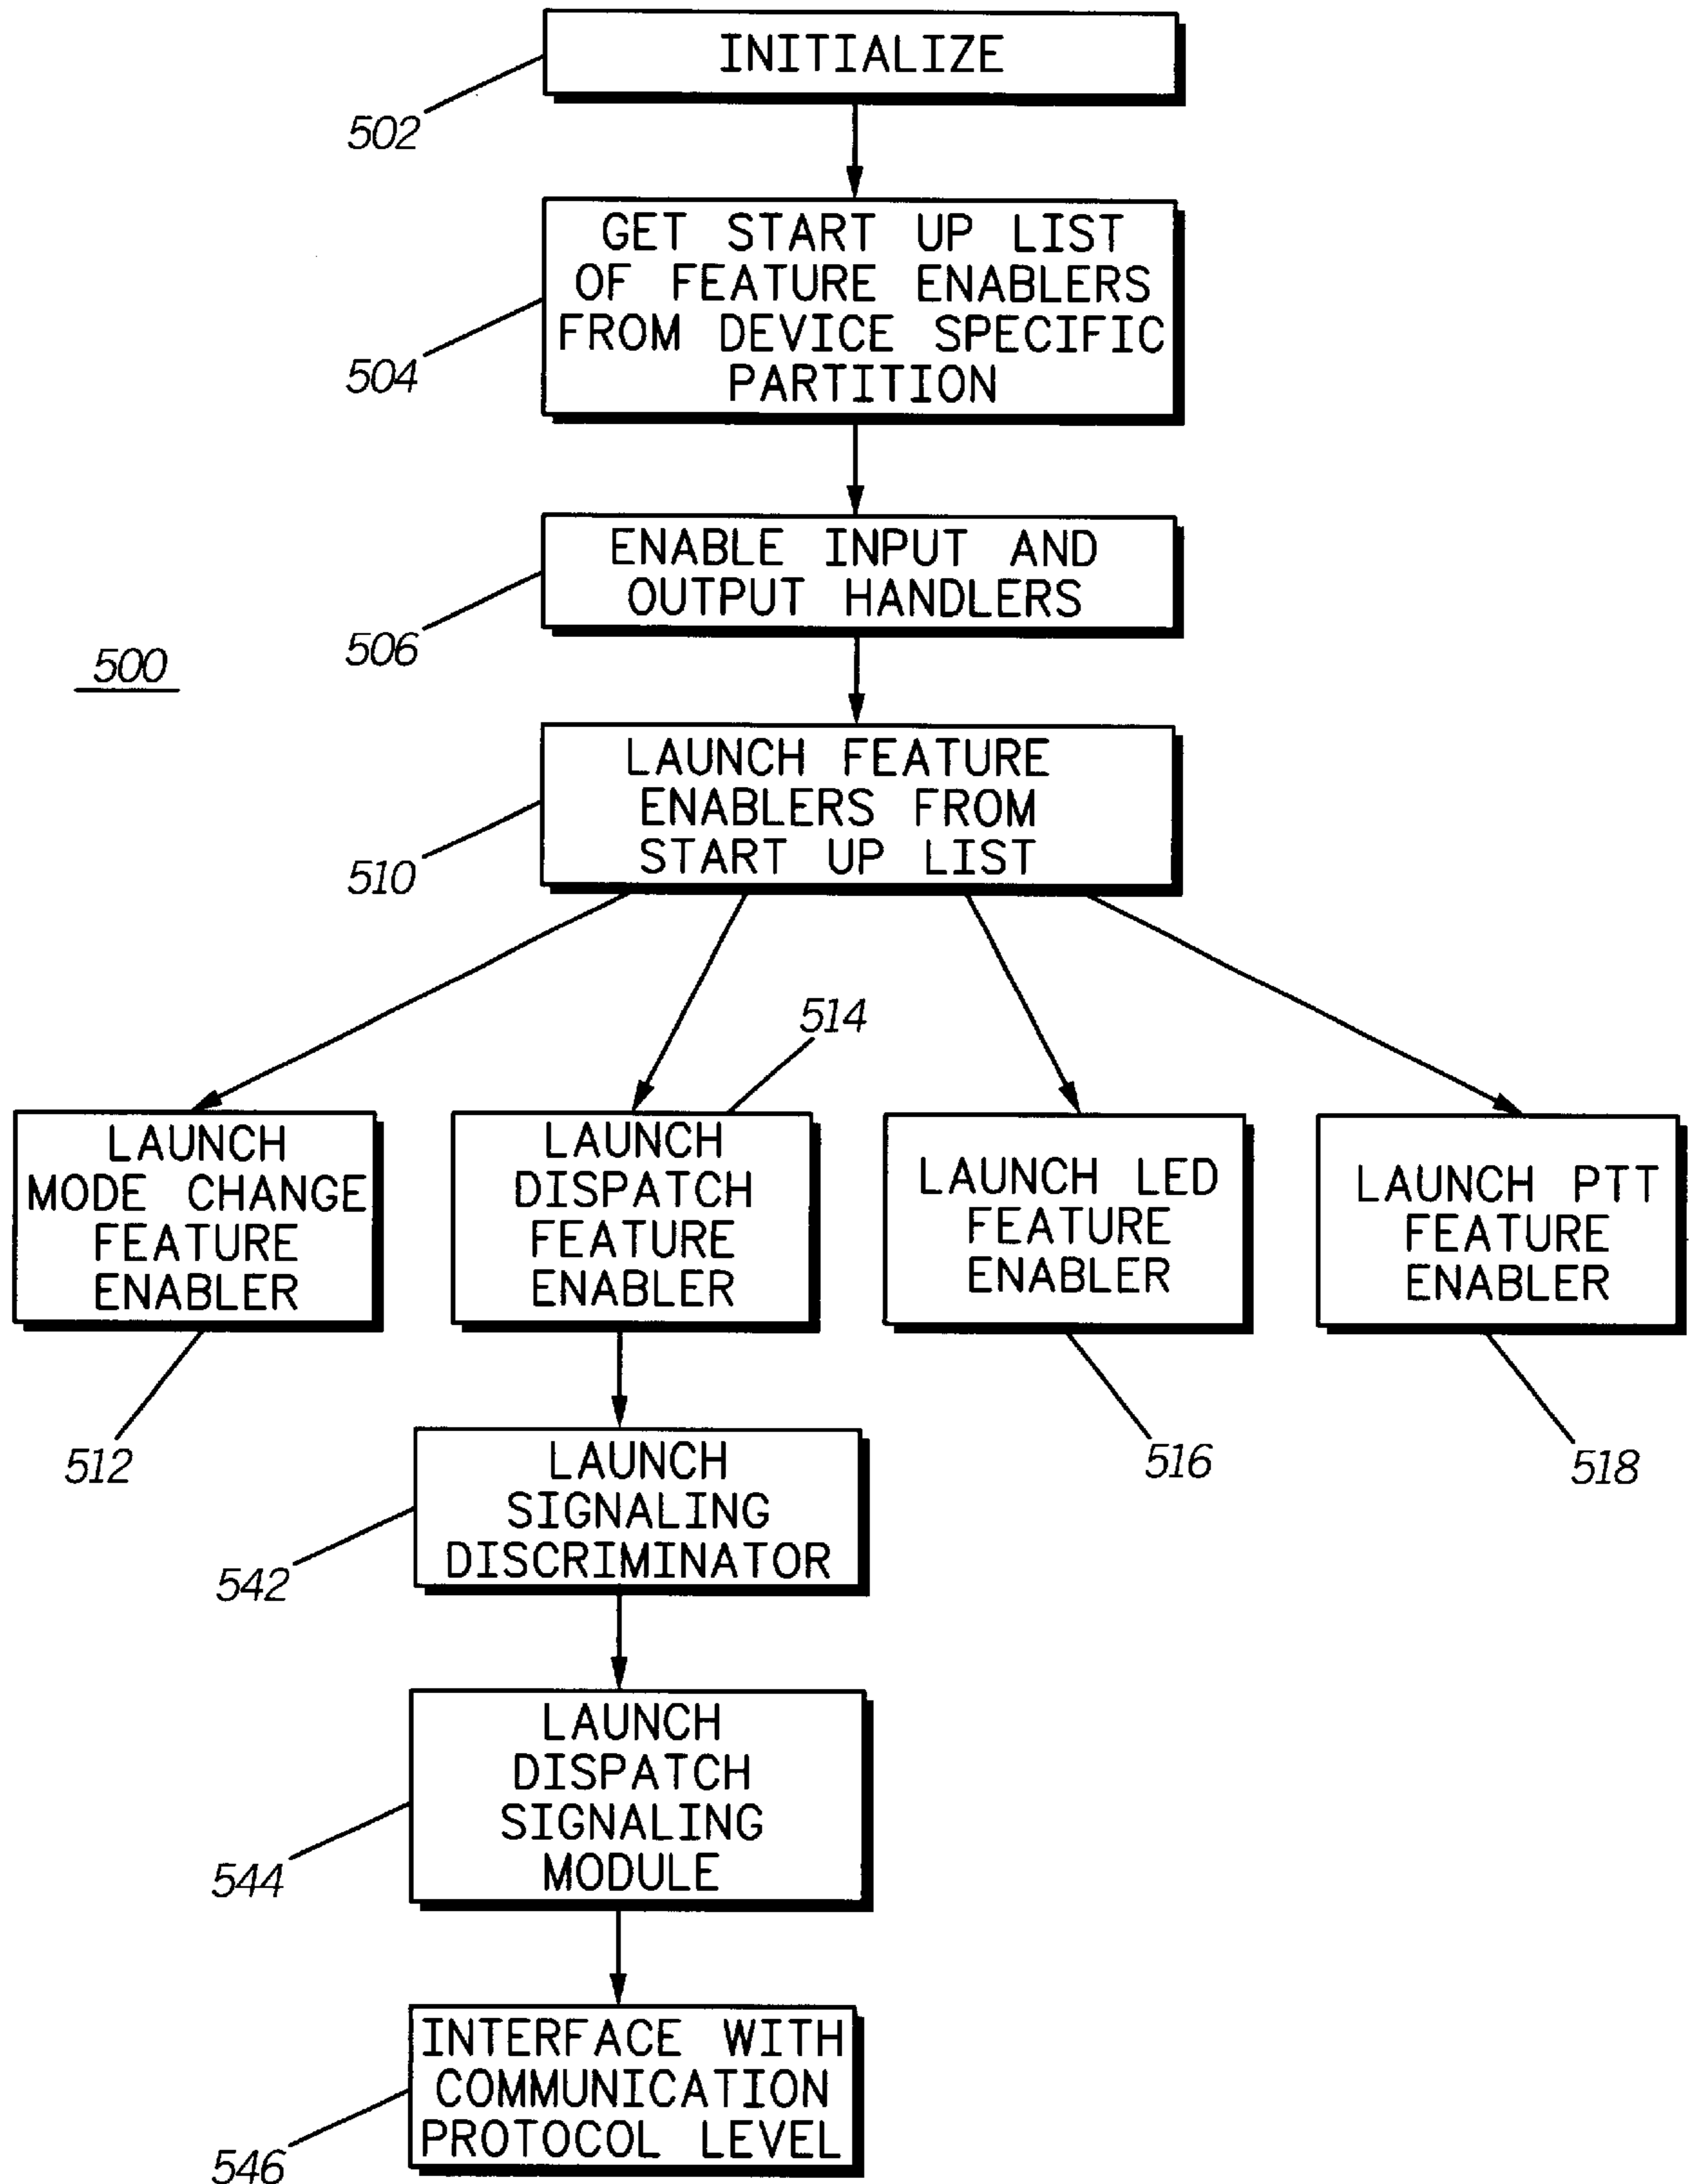 INITIALIZE
502
GET START UP LIST
OF FEATURE ENABLERS
FROM DEVICE SPECIFIC
PARTITION
504
ENABLE INPUT AND
OUTPUT HANDLERS
506
500
LAUNCH FEATURE
ENABLERS FROM
START UP LIST
510
514
LAUNCH
MODE CHANGE
FEATURE
ENABLER
512
LAUNCH
DISPATCH
FEATURE
ENABLER
LAUNCH LED
FEATURE
ENABLER
516
LAUNCH PTT
FEATURE
ENABLER
518
LAUNCH
SIGNALING
DISCRIMINATOR
542
LAUNCH
DISPATCH
SIGNALING
MODULE
544
INTERFACE WITH
COMMUNICATION
PROTOCOL LEVEL
546